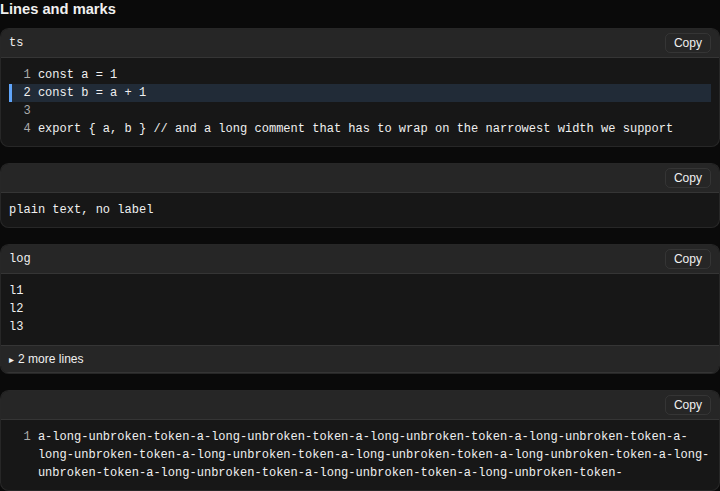 Lines and marks
ts Copy
1 const a = 1
2 const b = a + 1
3
4 export { a, b } // and a long comment that has to wrap on the narrowest width we support
Copy
plain text, no label
log Copy
l1
l2
l3
▸ 2 more lines
Copy
1 a-long-unbroken-token-a-long-unbroken-token-a-long-unbroken-token-a-long-unbroken-token-a-
long-unbroken-token-a-long-unbroken-token-a-long-unbroken-token-a-long-unbroken-token-a-long-
unbroken-token-a-long-unbroken-token-a-long-unbroken-token-a-long-unbroken-token-